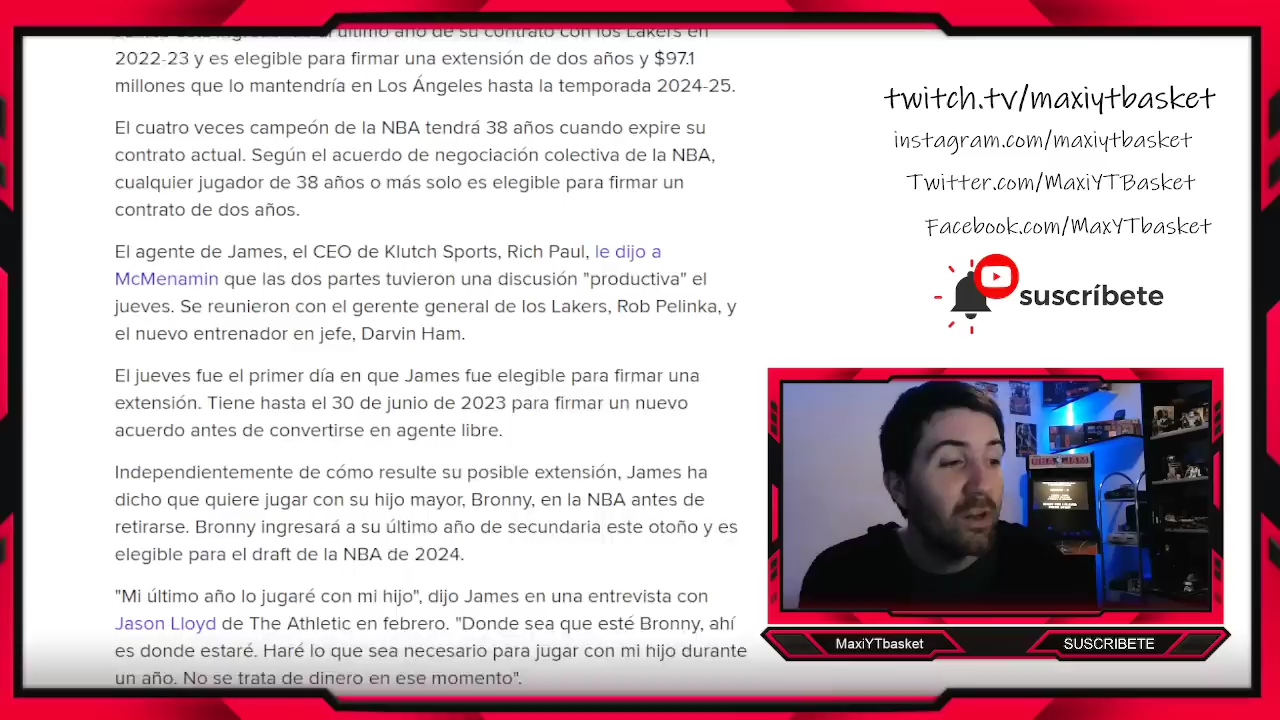 último año de su contrato con los Lakers en
2022-23 y es elegible para firmar una extensión de dos años y $97.1
millones que lo mantendría en Los Ángeles hasta la temporada 2024-25.
El cuatro veces campeón de la NBA tendrá 38 años cuando expire su
contrato actual. Según el acuerdo de negociación colectiva de la NBA,
cualquier jugador de 38 años o más solo es elegible para firmar un
contrato de dos años.
El agente de James, el CEO de Klutch Sports, Rich Paul, le dijo a
McMenamin que las dos partes tuvieron una discusión "productiva" el
jueves. Se reunieron con el gerente general de los Lakers, Rob Pelinka, y
el nuevo entrenador en jefe, Darvin Ham.
El jueves fue el primer día en que James fue elegible para firmar una
extensión. Tiene hasta el 30 de junio de 2023 para firmar un nuevo
acuerdo antes de convertirse en agente libre.
Independientemente de cómo resulte su posible extensión, James ha
dicho que quiere jugar con su hijo mayor, Bronny, en la NBA antes de
retirarse. Bronny ingresará a su último año de secundaria este otoño y es
elegible para el draft de la NBA de 2024.
"Mi último año lo jugaré con mi hijo", dijo James en una entrevista con
Jason Lloyd de The Athletic en febrero. "Donde sea que esté Bronny, ahí
es donde estaré. Haré lo que sea necesario para jugar con mi hijo durante
un año. No se trata de dinero en ese momento".
twitch.tv/maxiytbasket
instagram.com/maxiytbasket
Twitter.com/MaxiYTBasket
Facebook.com/MaxYTbasket
suscríbete
NBA JAM
MaxiYTbasket
SUSCRIBETE